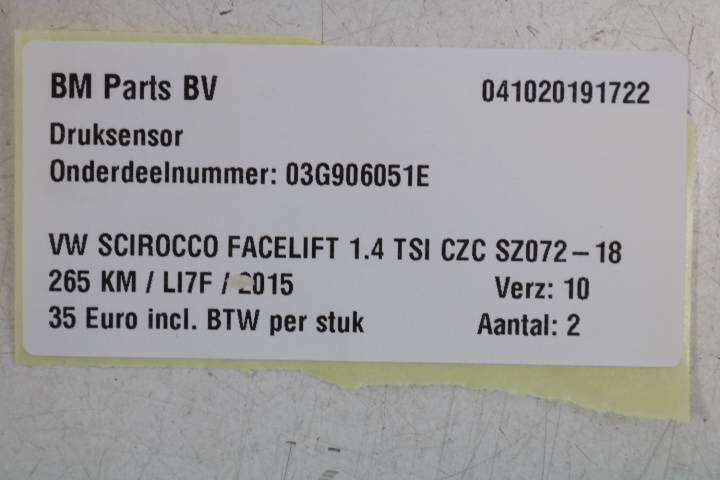 BM Parts BV 041020191722
Druksensor
Onderdeelnummer: 03G906051E
VW SCIROCCO FACELIFT 1.4 TSI CZC SZ072-18
265 KM / LI7F / 2015 Verz: 10
35 Euro incl. BTW per stuk Aantal: 2